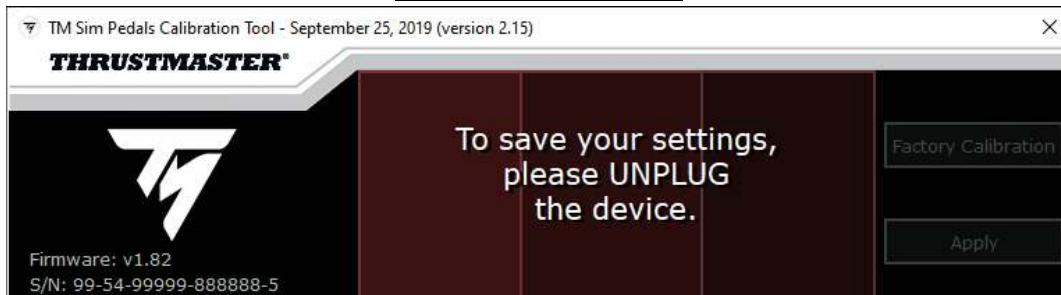 TM Sim Pedals Calibration Tool - September 25, 2019 (version 2.15)
THRUSTMASTER®
To save your settings,
please UNPLUG
the device.
Factory Calibration
Apply
Firmware: v1.82
S/N: 99-54-99999-888888-5